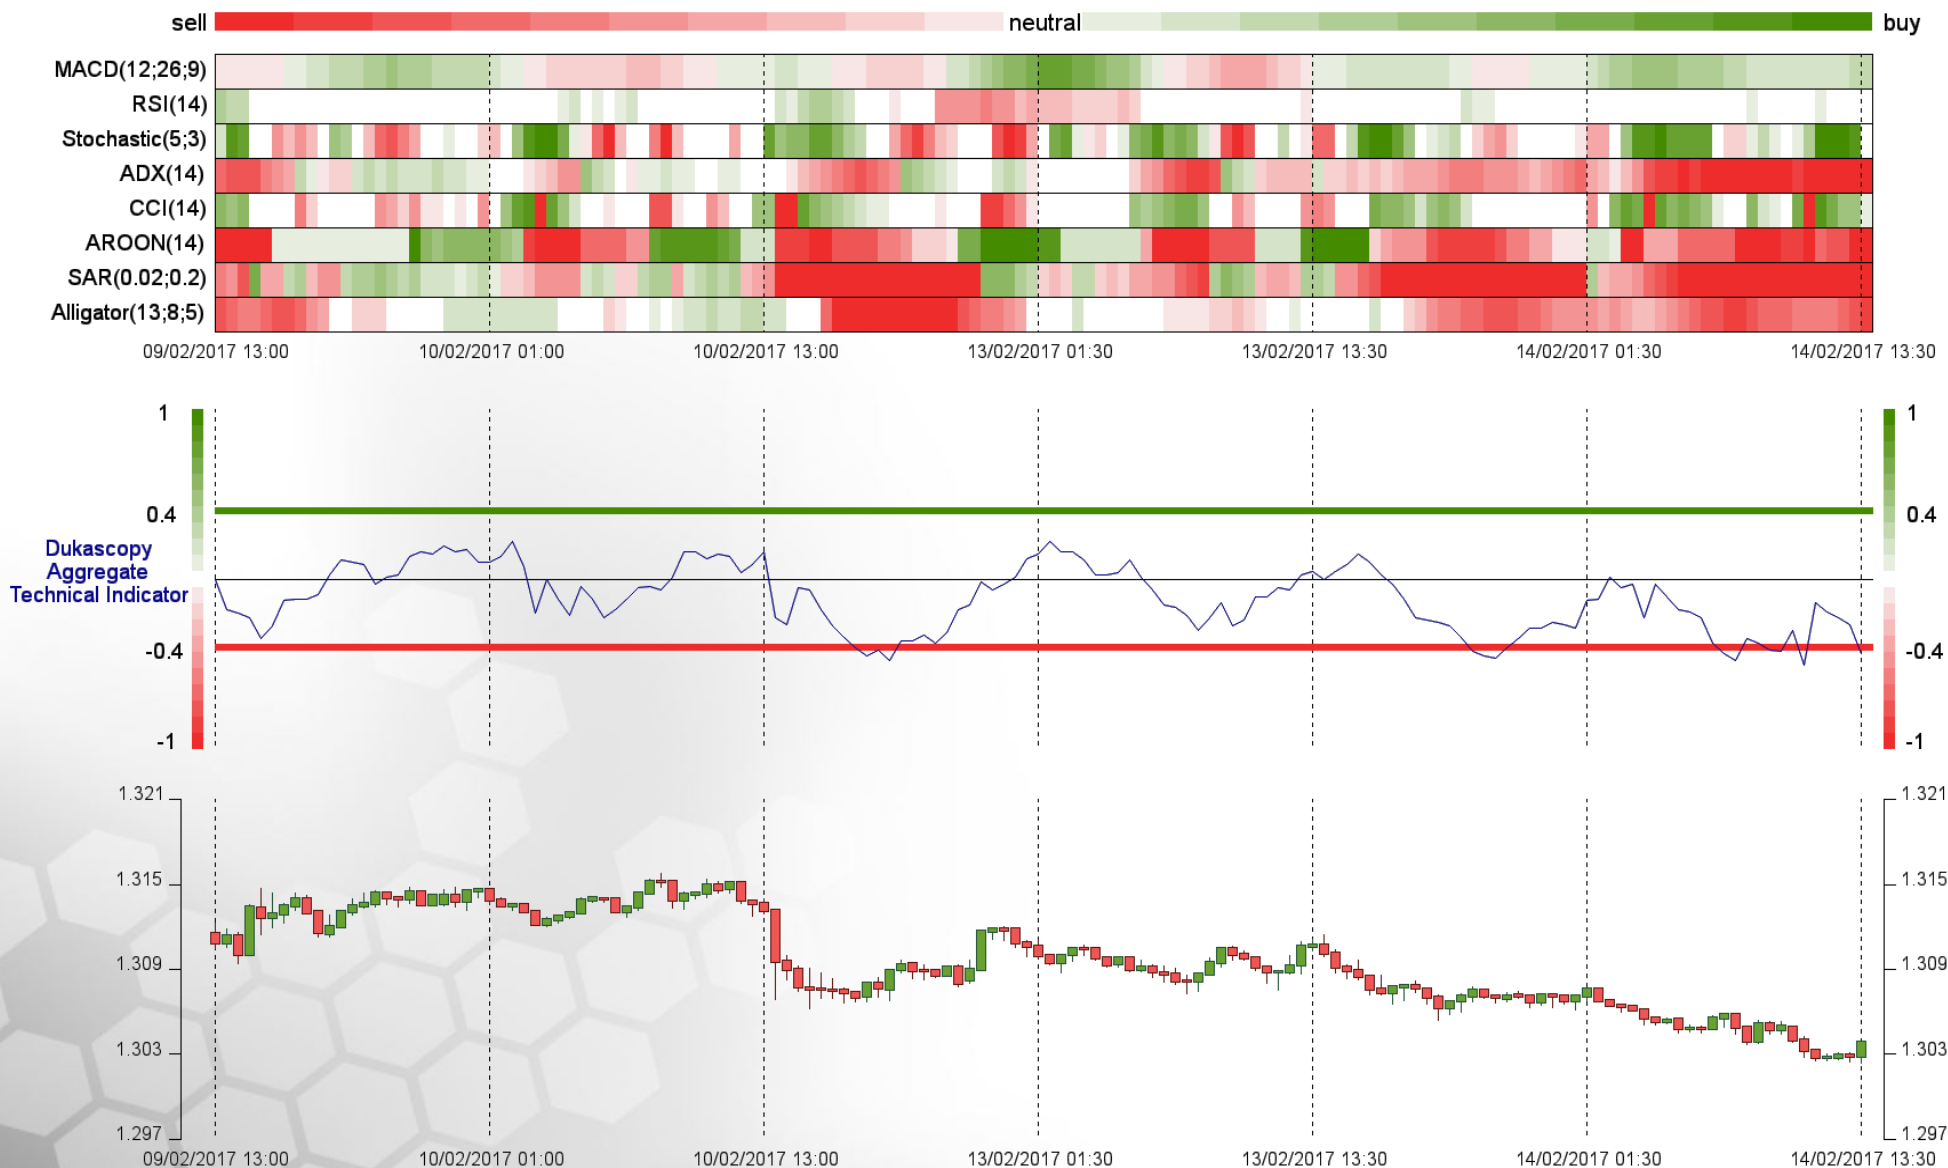 sell neutral buy
MACD(12;26;9)
RSI(14)
Stochastic(5;3)
ADX(14)
CCI(14)
AROON(14)
SAR(0.02;0.2)
Alligator(13;8;5)
09/02/2017 13:00 10/02/2017 01:00 10/02/2017 13:00 13/02/2017 01:30 13/02/2017 13:30 14/02/2017 01:30 14/02/2017 13:30
1 1
0.4 0.4
Dukascopy
Aggregate
Technical Indicator
-0.4 -0.4
-1 -1
1.321 1.321
1.315 1.315
1.309 1.309
1.303 1.303
1.297 1.297
09/02/2017 13:00 10/02/2017 01:00 10/02/2017 13:00 13/02/2017 01:30 13/02/2017 13:30 14/02/2017 01:30 14/02/2017 13:30